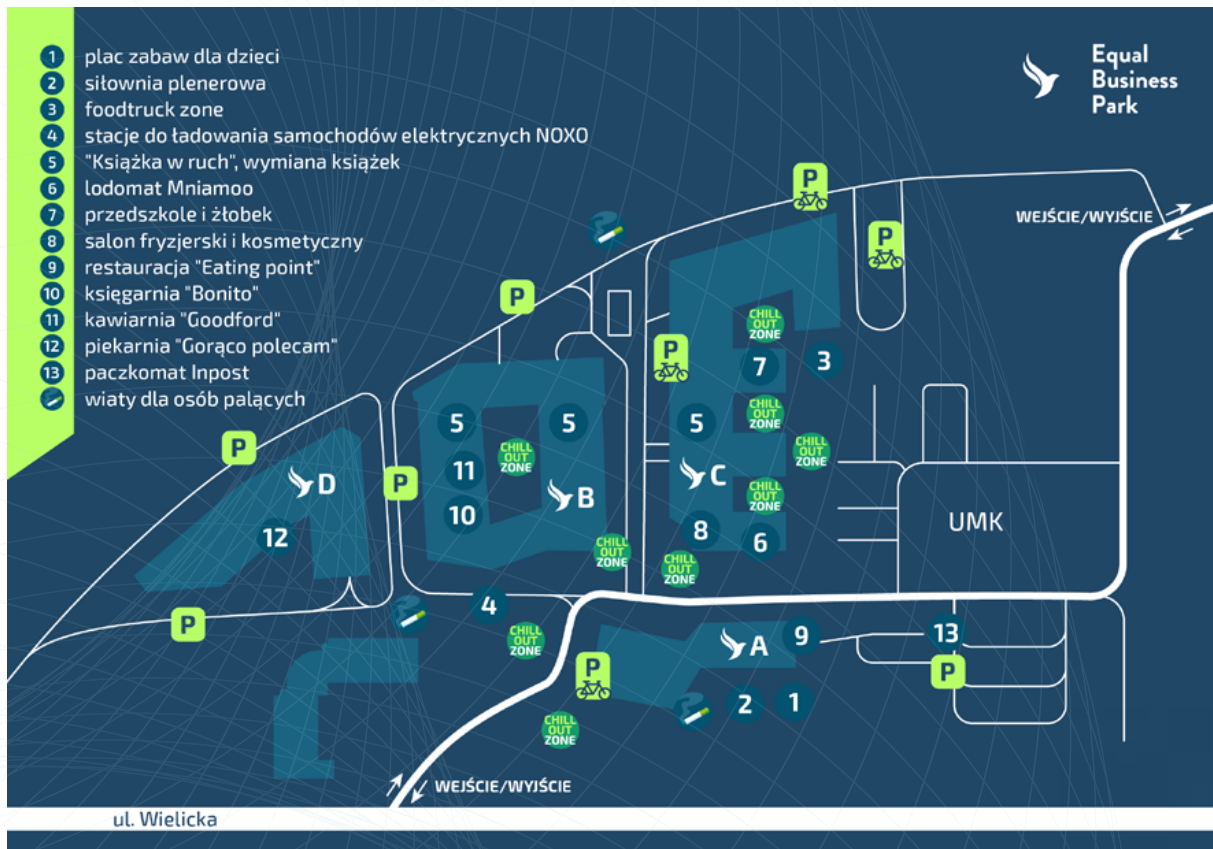 1 plac zabaw dla dzieci
2 siłownia plenerowa
3 foodtruck zone
4 stacje do ładowania samochodów elektrycznych NOXO
5 "Książka w ruch", wymiana książek
6 lodomat Mniamoo
7 przedszkole i żłobek
8 salon fryzjerski i kosmetyczny
9 restauracja "Eating point"
10 księgarnia "Bonito"
11 kawiarnia "Goodford"
12 piekarnia "Gorąco polecam"
13 paczkomat Inpost
wiaty dla osób palących
Equal
Business
Park
P
WEJŚCIE/WYJŚCIE
P
P
CHILL
OUT
ZONE
P
7
3
5
5
5
CHILL
OUT
ZONE
P
CHILL
OUT
ZONE
CHILL
OUT
ZONE
11
C
P
D
B
CHILL
OUT
ZONE
10
UMK
12
8
6
CHILL
OUT
ZONE
CHILL
OUT
ZONE
4
P
CHILL
OUT
ZONE
A
9
13
P
P
2
1
CHILL
OUT
ZONE
WEJŚCIE/WYJŚCIE
ul. Wielicka